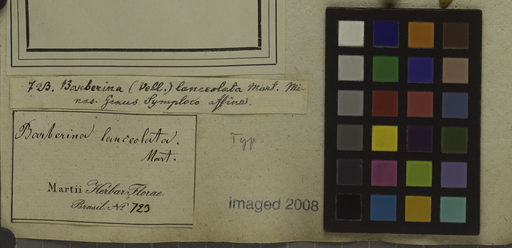 723. Barberina (Vell.) lanceolata Mart. Mi-
nas. Genus Symploco affine.
Barberina lanceolata.
Mart.
Martii Herbar. Florae
Brasil. No 723
Typ.
imaged 2008